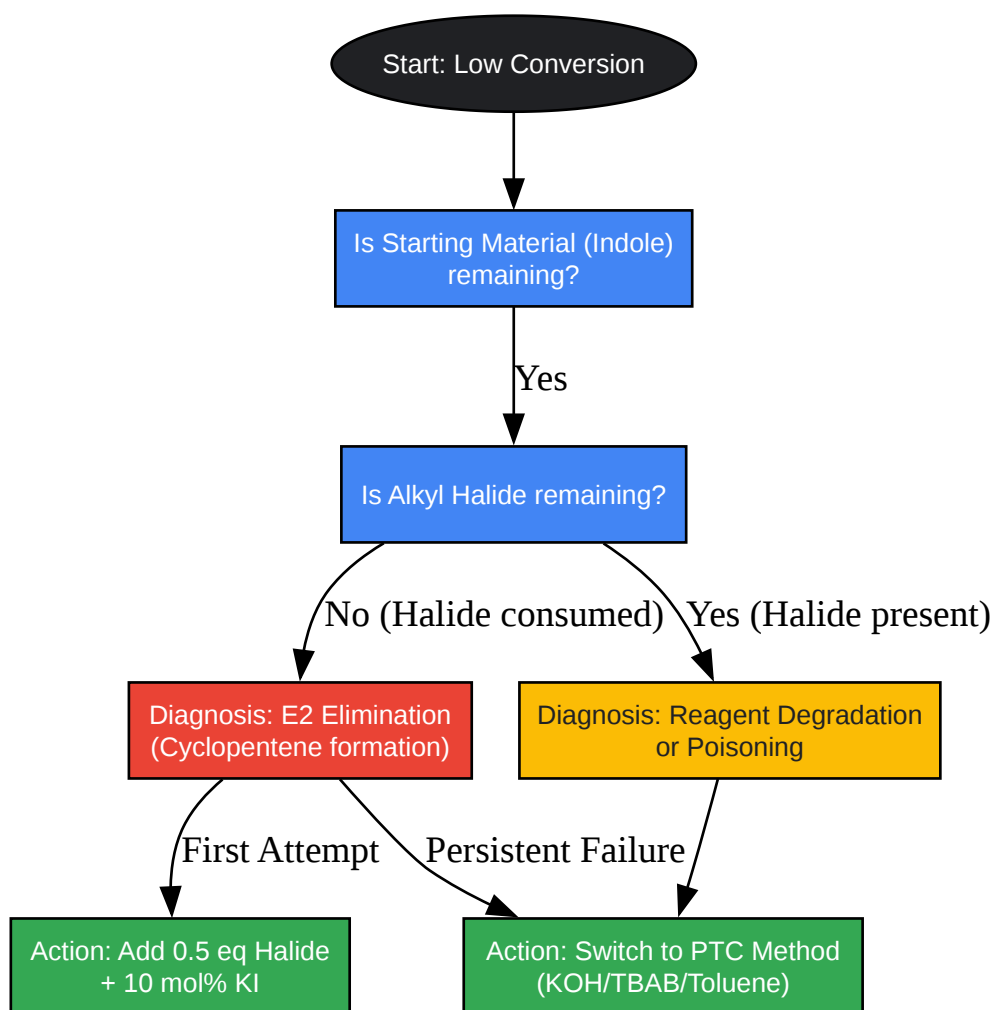 Start: Low Conversion
Is Starting Material (Indole)
remaining?
Yes
Is Alkyl Halide remaining?
No (Halide consumed)
Yes (Halide present)
Diagnosis: E2 Elimination
(Cyclopentene formation)
Diagnosis: Reagent Degradation
or Poisoning
First Attempt
Persistent Failure
Action: Add 0.5 eq Halide
+ 10 mol% KI
Action: Switch to PTC Method
(KOH/TBAB/Toluene)